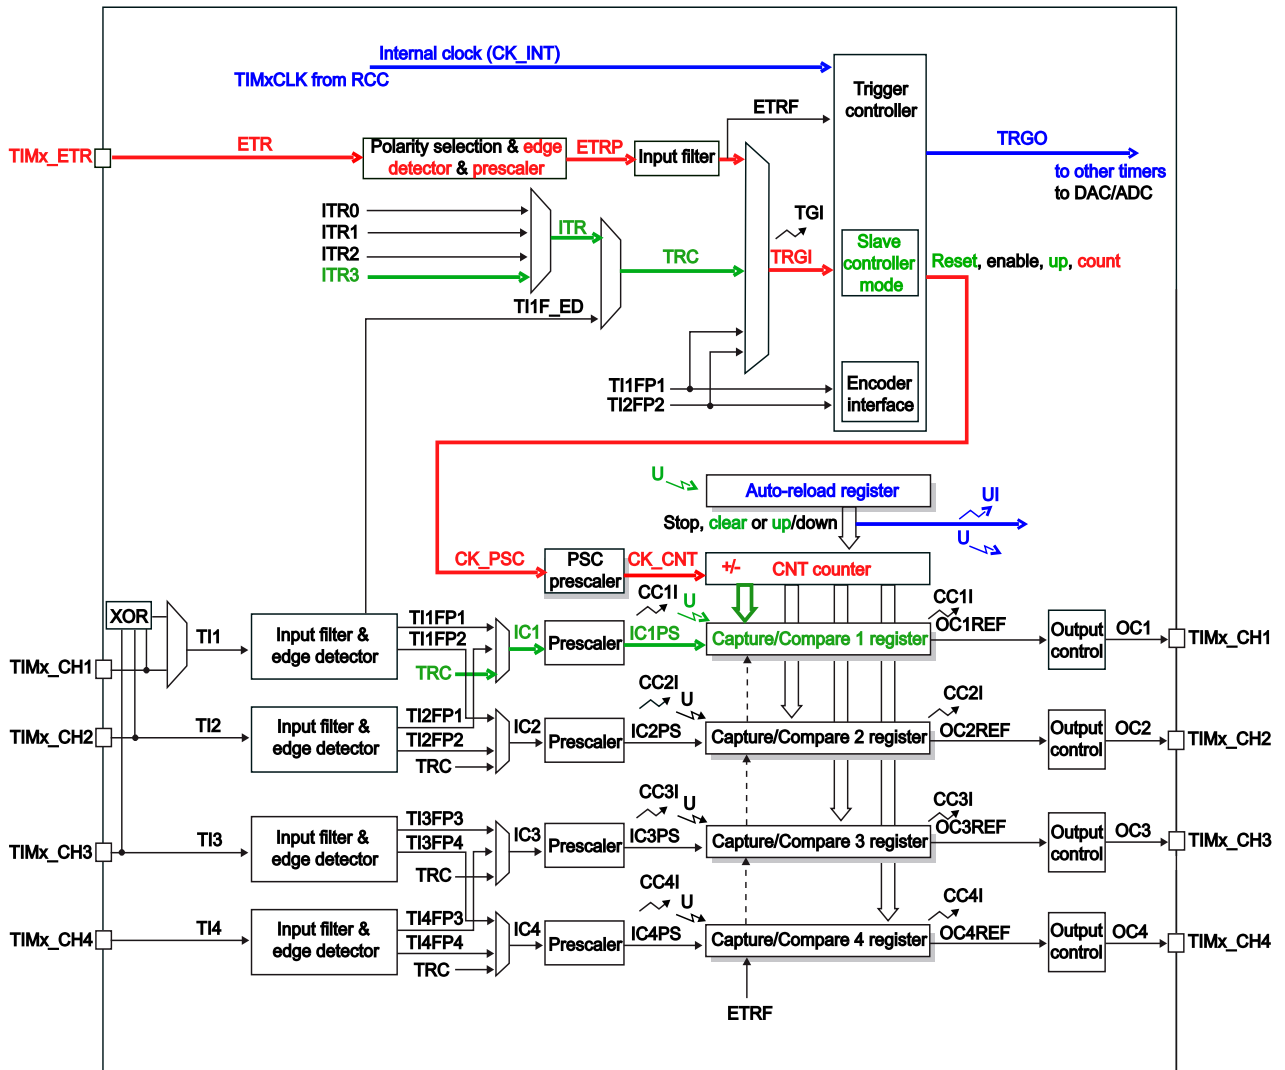 Internal clock (CK_INT)
TIMxCLK from RCC
Trigger
controller
ETRF
TIMx_ETR
ETR
Polarity selection & edge
detector & prescaler
ETRP
Input filter
TRGO
to other timers
to DAC/ADC
ITR0
ITR1
ITR2
ITR3
ITR
TRC
TGI
TRGI
Slave
controller
mode
Reset, enable, up, count
TI1F_ED
TI1FP1
TI2FP2
Encoder
interface
U
Auto-reload register
UI
Stop, clear or up/down
U
CK_PSC
PSC
prescaler
CK_CNT
+/-
CNT counter
XOR
TI1
TIMx_CH1
Input filter &
edge detector
TI1FP1
TI1FP2
TRC
IC1
Prescaler
CC1I
U
IC1PS
Capture/Compare 1 register
CC1I
OC1REF
Output
control
OC1
TIMx_CH1
TIMx_CH2
TI2
Input filter &
edge detector
TI2FP1
TI2FP2
TRC
IC2
Prescaler
CC2I
U
IC2PS
Capture/Compare 2 register
CC2I
OC2REF
Output
control
OC2
TIMx_CH2
TIMx_CH3
TI3
Input filter &
edge detector
TI3FP3
TI3FP4
TRC
IC3
Prescaler
CC3I
U
IC3PS
Capture/Compare 3 register
CC3I
OC3REF
Output
control
OC3
TIMx_CH3
TIMx_CH4
TI4
Input filter &
edge detector
TI4FP3
TI4FP4
TRC
IC4
Prescaler
CC4I
U
IC4PS
Capture/Compare 4 register
CC4I
OC4REF
Output
control
OC4
TIMx_CH4
ETRF